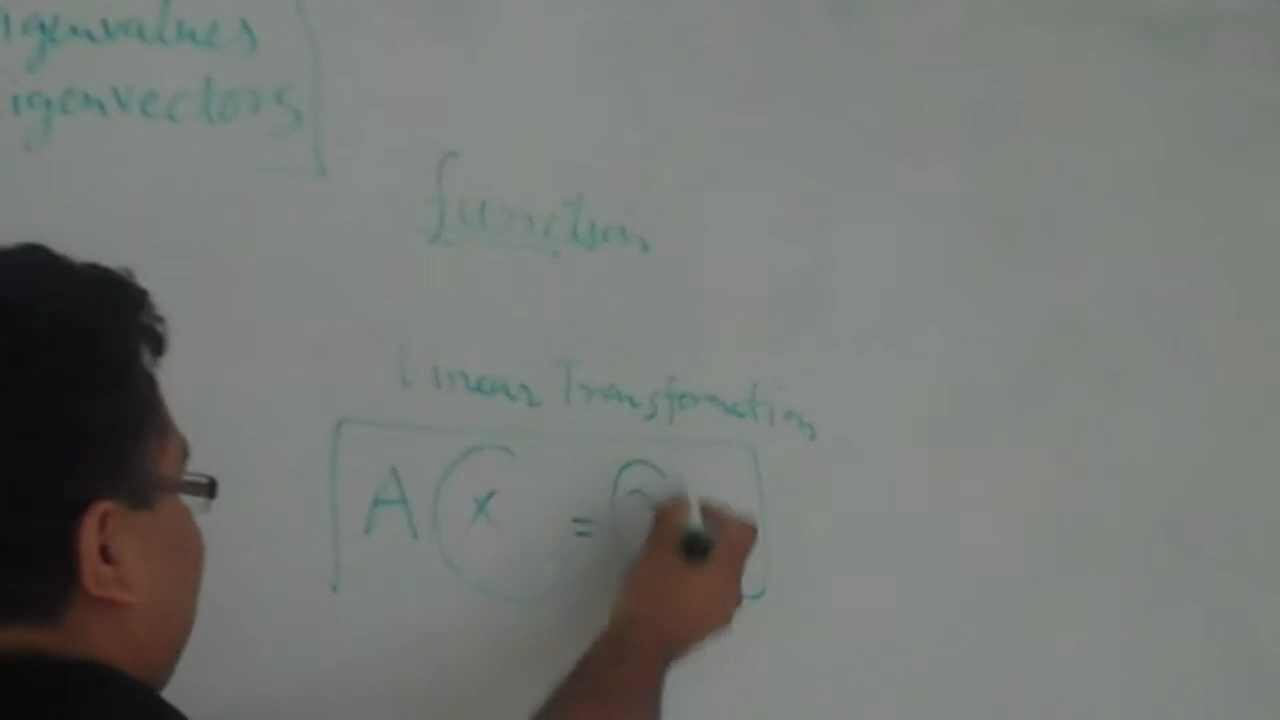 igenvalues
igenvectors
function
Linear Transformation
A x =